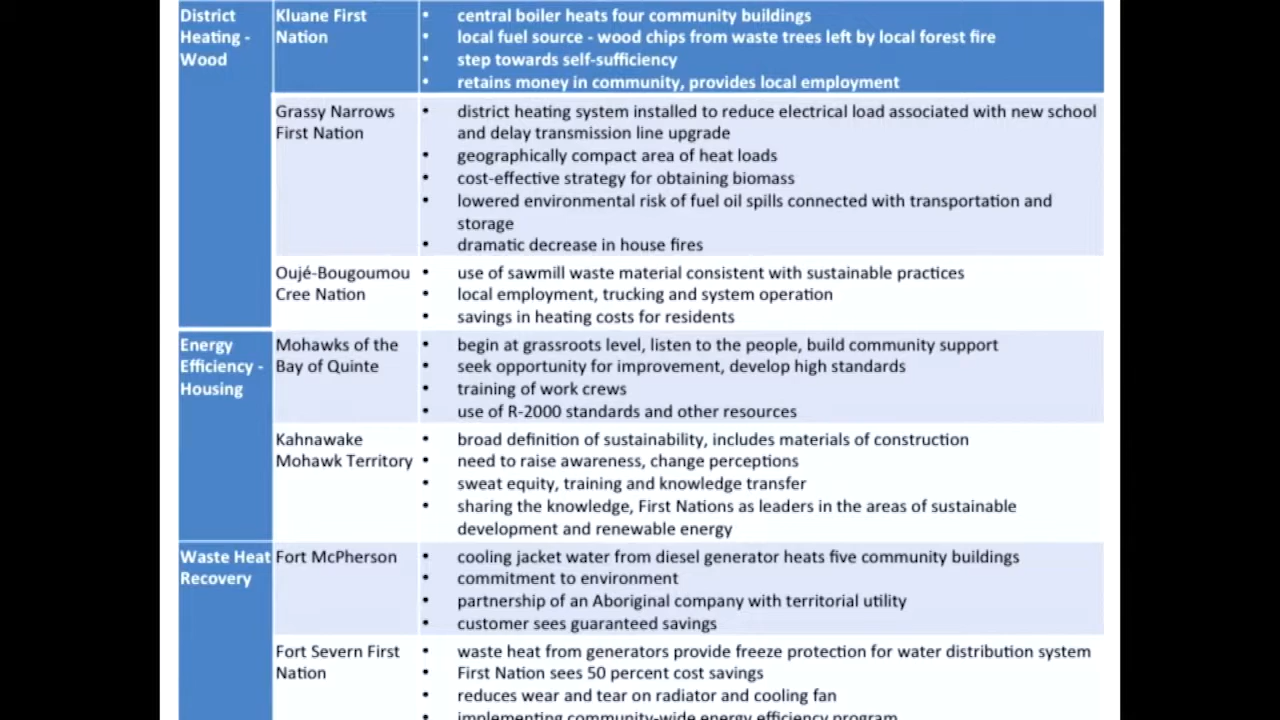 District Heating - Wood
Kluane First Nation
• central boiler heats four community buildings
• local fuel source - wood chips from waste trees left by local forest fire
• step towards self-sufficiency
• retains money in community, provides local employment
Grassy Narrows First Nation
• district heating system installed to reduce electrical load associated with new school
and delay transmission line upgrade
• geographically compact area of heat loads
• cost-effective strategy for obtaining biomass
• lowered environmental risk of fuel oil spills connected with transportation and
storage
• dramatic decrease in house fires
Oujé-Bougoumou Cree Nation
• use of sawmill waste material consistent with sustainable practices
• local employment, trucking and system operation
• savings in heating costs for residents
Energy Efficiency - Housing
Mohawks of the Bay of Quinte
• begin at grassroots level, listen to the people, build community support
• seek opportunity for improvement, develop high standards
• training of work crews
• use of R-2000 standards and other resources
Kahnawake Mohawk Territory
• broad definition of sustainability, includes materials of construction
• need to raise awareness, change perceptions
• sweat equity, training and knowledge transfer
• sharing the knowledge, First Nations as leaders in the areas of sustainable
development and renewable energy
Waste Heat Recovery
Fort McPherson
• cooling jacket water from diesel generator heats five community buildings
• commitment to environment
• partnership of an Aboriginal company with territorial utility
• customer sees guaranteed savings
Fort Severn First Nation
• waste heat from generators provide freeze protection for water distribution system
• First Nation sees 50 percent cost savings
• reduces wear and tear on radiator and cooling fan
• implementing community-wide energy efficiency program